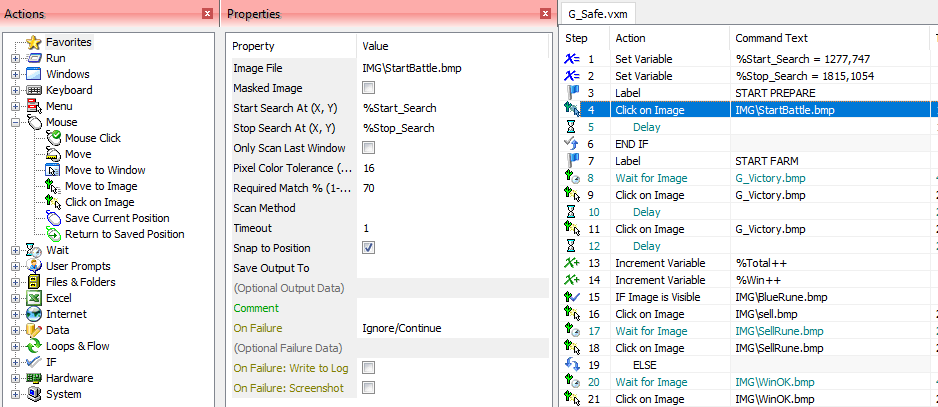 Actions
Favorites
Run
Windows
Keyboard
Menu
Mouse
Mouse Click
Move
Move to Window
Move to Image
Click on Image
Save Current Position
Return to Saved Position
Wait
User Prompts
Files & Folders
Excel
Internet
Data
Loops & Flow
IF
Hardware
System
Properties
Property Value
Image File IMG\StartBattle.bmp
Masked Image
Start Search At (X, Y) %Start_Search
Stop Search At (X, Y) %Stop_Search
Only Scan Last Window
Pixel Color Tolerance (... 16
Required Match % (1-... 70
Scan Method
Timeout 1
Snap to Position
Save Output To
(Optional Output Data)
Comment
On Failure Ignore/Continue
(Optional Failure Data)
On Failure: Write to Log
On Failure: Screenshot
G_Safe.vxm
Step Action Command Text
1 Set Variable %Start_Search = 1277,747
2 Set Variable %Stop_Search = 1815,1054
3 Label START PREPARE
4 Click on Image IMG\StartBattle.bmp
5 Delay
6 END IF
7 Label START FARM
8 Wait for Image G_Victory.bmp
9 Click on Image G_Victory.bmp
10 Delay
11 Click on Image G_Victory.bmp
12 Delay
13 Increment Variable %Total++
14 Increment Variable %Win++
15 IF Image is Visible IMG\BlueRune.bmp
16 Click on Image IMG\sell.bmp
17 Wait for Image IMG\SellRune.bmp
18 Click on Image IMG\SellRune.bmp
19 ELSE
20 Wait for Image IMG\WinOK.bmp
21 Click on Image IMG\WinOK.bmp